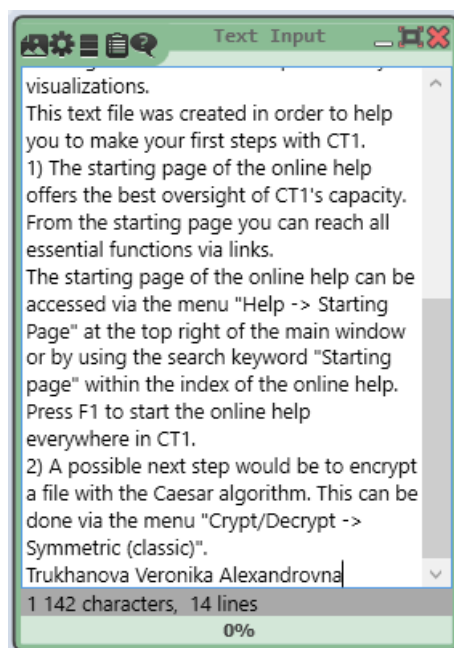 Text Input
visualizations.
This text file was created in order to help
you to make your first steps with CT1.
1) The starting page of the online help
offers the best oversight of CT1's capacity.
From the starting page you can reach all
essential functions via links.
The starting page of the online help can be
accessed via the menu "Help -> Starting
Page" at the top right of the main window
or by using the search keyword "Starting
page" within the index of the online help.
Press F1 to start the online help
everywhere in CT1.
2) A possible next step would be to encrypt
a file with the Caesar algorithm. This can be
done via the menu "Crypt/Decrypt ->
Symmetric (classic)".
Trukhanova Veronika Alexandrovna
1 142 characters, 14 lines
0%